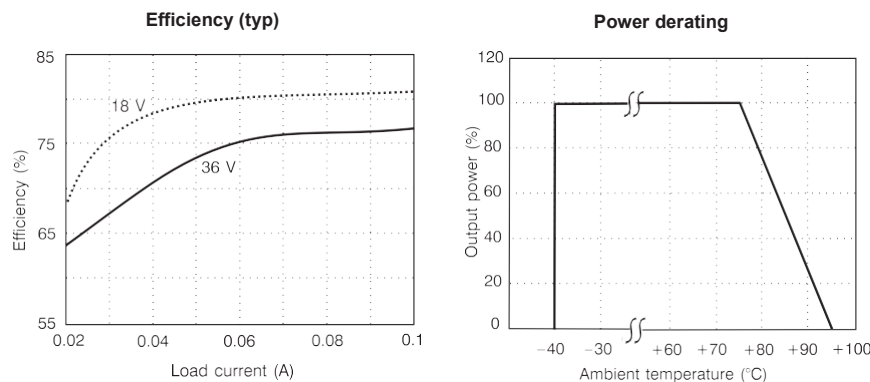 Efficiency (typ)
85
75
65
55
18 V
36 V
Efficiency (%)
0.02 0.04 0.06 0.08 0.1
Load current (A)
Power derating
120
100
80
60
40
20
0
Output power (%)
−40 −30 +60 +70 +80 +90 +100
Ambient temperature (°C)